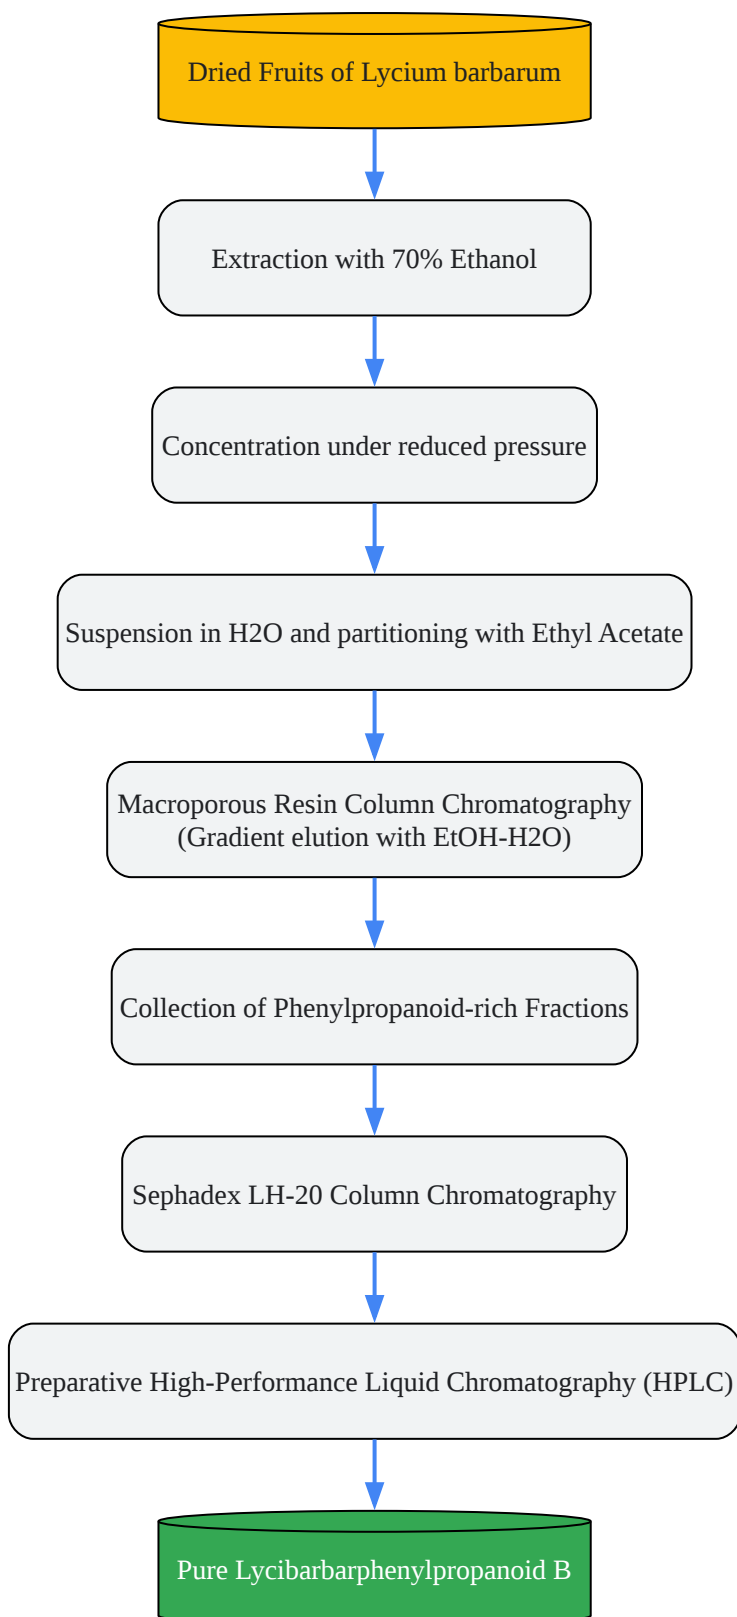 Dried Fruits of Lycium barbarum
Extraction with 70% Ethanol
Concentration under reduced pressure
Suspension in H2O and partitioning with Ethyl Acetate
Macroporous Resin Column Chromatography
(Gradient elution with EtOH-H2O)
Collection of Phenylpropanoid-rich Fractions
Sephadex LH-20 Column Chromatography
Preparative High-Performance Liquid Chromatography (HPLC)
Pure Lycibarbarphenylpropanoid B